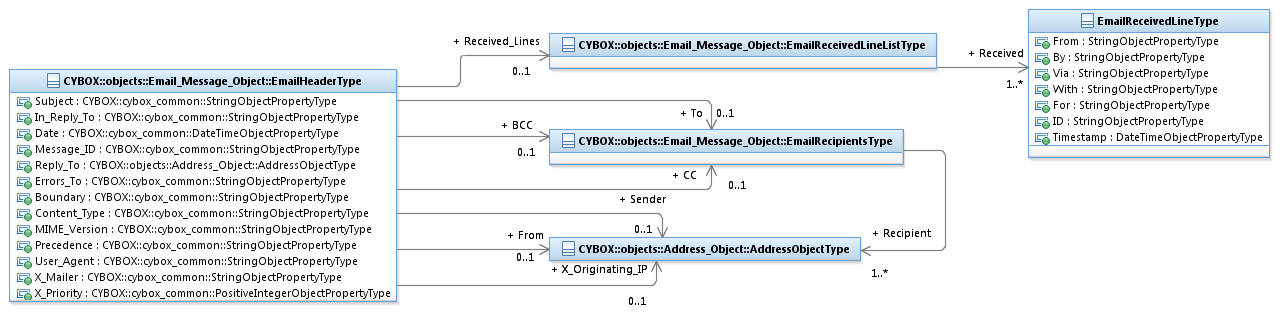 CYBOX::objects::Email_Message_Object::EmailHeaderType
Subject : CYBOX::cybox_common::StringObjectPropertyType
In_Reply_To : CYBOX::cybox_common::StringObjectPropertyType
Date : CYBOX::cybox_common::DateTimeObjectPropertyType
Message_ID : CYBOX::cybox_common::StringObjectPropertyType
Reply_To : CYBOX::objects::Address_Object::AddressObjectType
Errors_To : CYBOX::cybox_common::StringObjectPropertyType
Boundary : CYBOX::cybox_common::StringObjectPropertyType
Content_Type : CYBOX::cybox_common::StringObjectPropertyType
MIME_Version : CYBOX::cybox_common::StringObjectPropertyType
Precedence : CYBOX::cybox_common::StringObjectPropertyType
User_Agent : CYBOX::cybox_common::StringObjectPropertyType
X_Mailer : CYBOX::cybox_common::StringObjectPropertyType
X_Priority : CYBOX::cybox_common::PositiveIntegerObjectPropertyType
+ Received_Lines
0..1
CYBOX::objects::Email_Message_Object::EmailReceivedLineListType
+ Received
1..*
EmailReceivedLineType
From : StringObjectPropertyType
By : StringObjectPropertyType
Via : StringObjectPropertyType
With : StringObjectPropertyType
For : StringObjectPropertyType
ID : StringObjectPropertyType
Timestamp : DateTimeObjectPropertyType
+ To
0..1
+ BCC
0..1
CYBOX::objects::Email_Message_Object::EmailRecipientsType
+ CC
0..1
+ Sender
0..1
+ From
0..1
CYBOX::objects::Address_Object::AddressObjectType
+ Recipient
1..*
+ X_Originating_IP
0..1